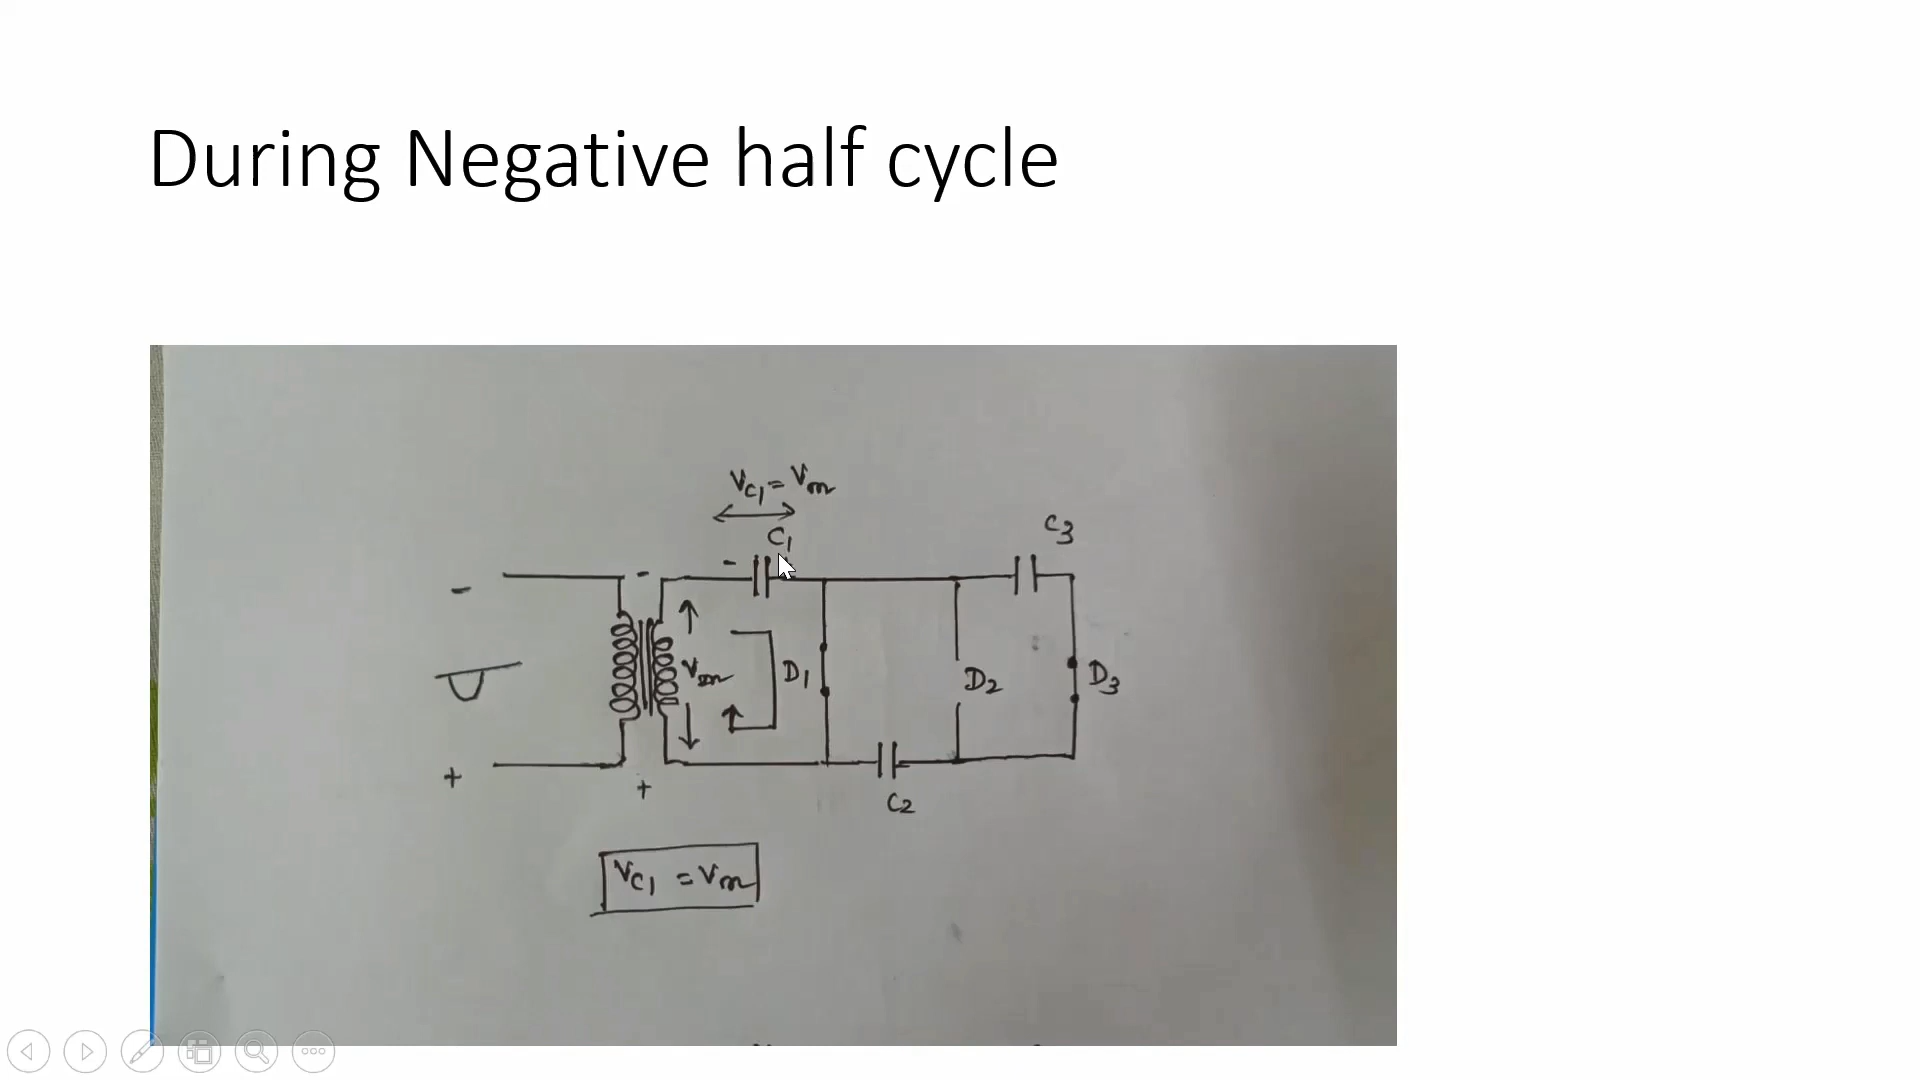 During Negative half cycle
VC1 = Vm
C1
C3
-
-
-
Vm
D1
D2
D3
+
+
C2
VC1 = Vm